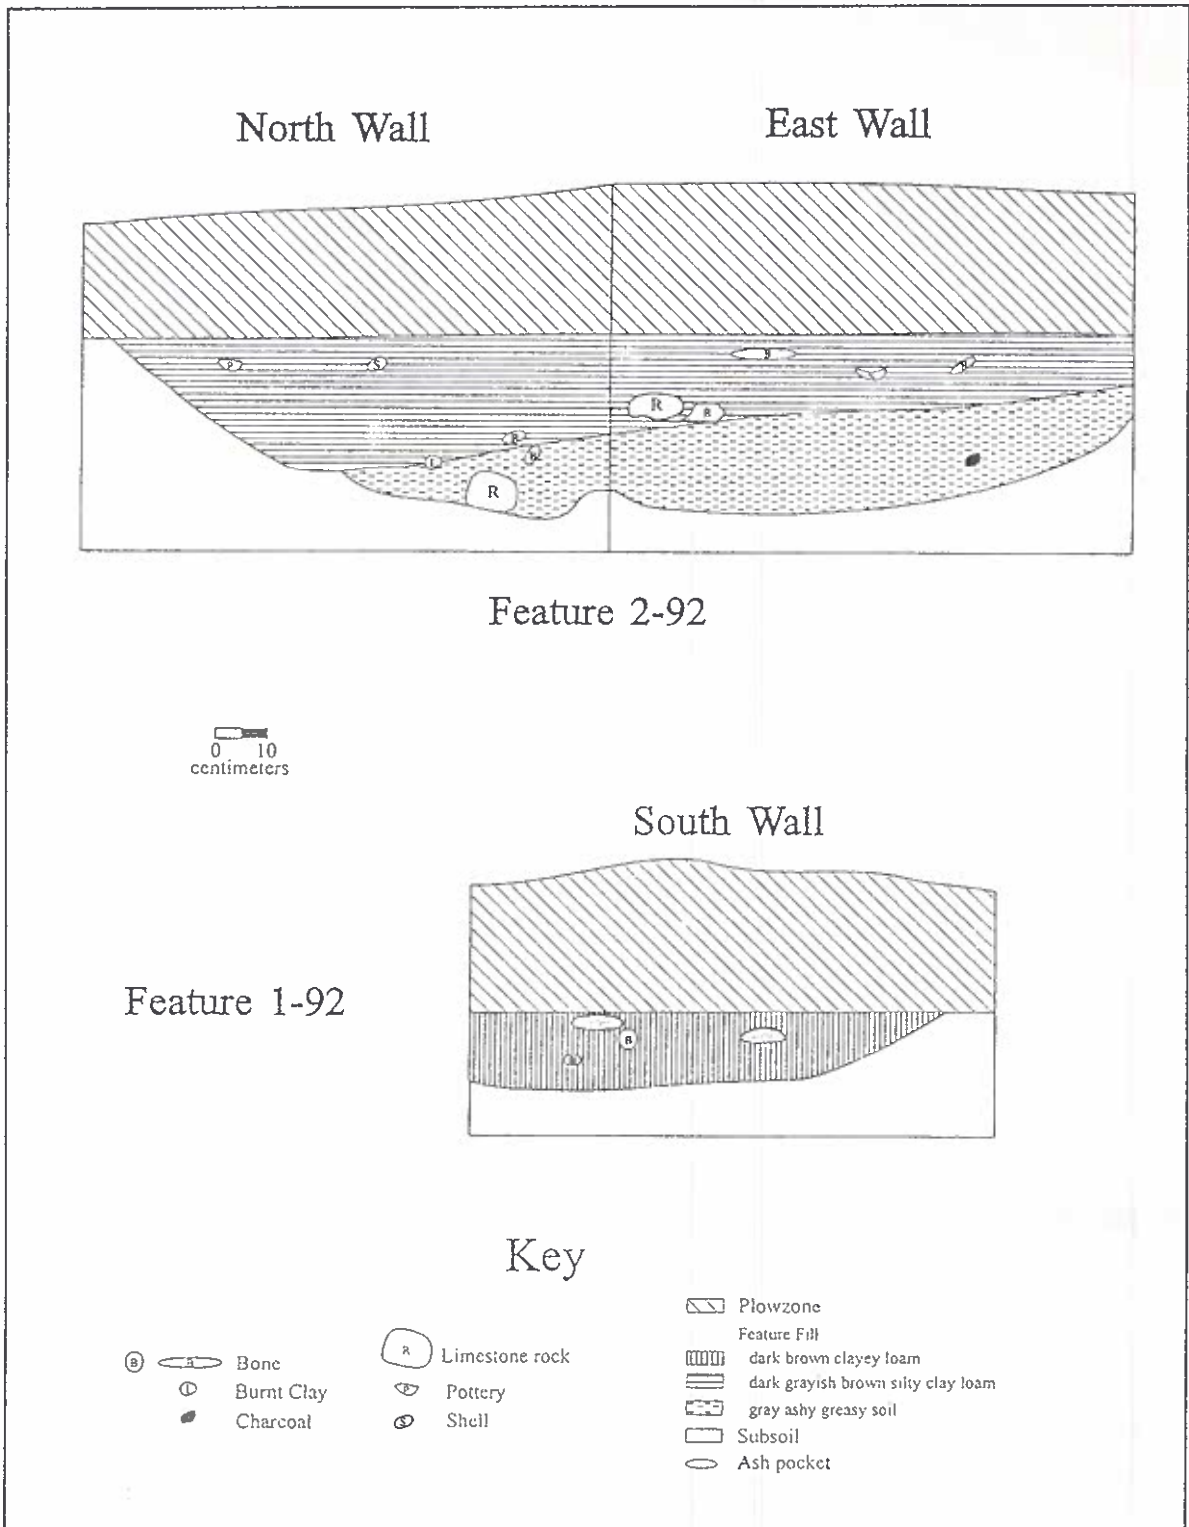 North Wall
East Wall
P
S
B
B
R
R
R
Feature 2-92
0 10
centimeters
South Wall
Feature 1-92
B
Key
B B Bone
Burnt Clay
Charcoal
R Limestone rock
P Pottery
S Shell
Plowzone
Feature Fill
dark brown clayey loam
dark grayish brown silty clay loam
gray ashy greasy soil
Subsoil
Ash pocket